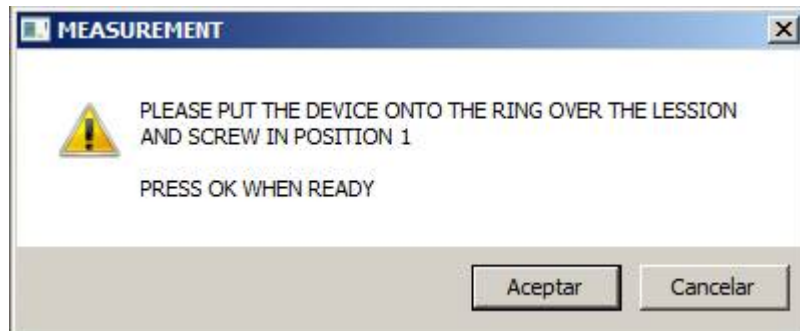 MEASUREMENT
PLEASE PUT THE DEVICE ONTO THE RING OVER THE LESSION
AND SCREW IN POSITION 1
PRESS OK WHEN READY
Aceptar
Cancelar